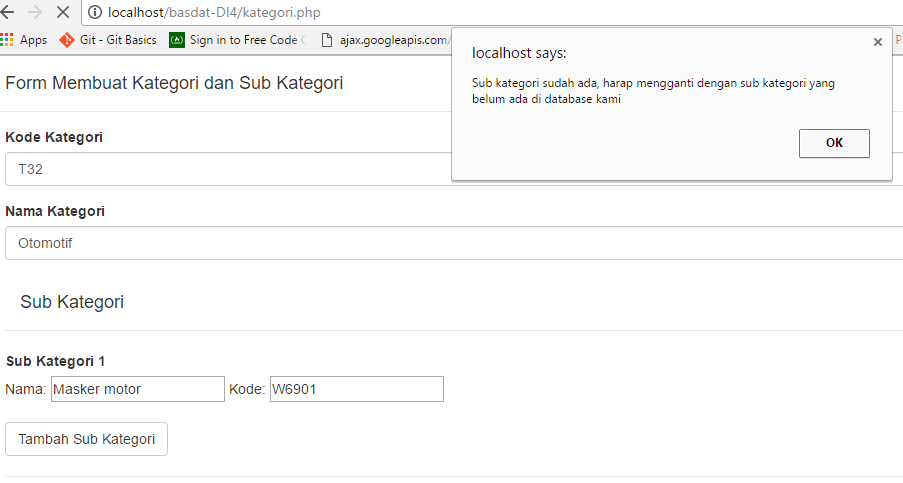 localhost/basdat-DI4/kategori.php
Apps Git - Git Basics Sign in to Free Code C ajax.googleapis.com/ P
localhost says:
Sub kategori sudah ada, harap mengganti dengan sub kategori yang
belum ada di database kami
OK
Form Membuat Kategori dan Sub Kategori
Kode Kategori
T32
Nama Kategori
Otomotif
Sub Kategori
Sub Kategori 1
Nama: Masker motor Kode: W6901
Tambah Sub Kategori